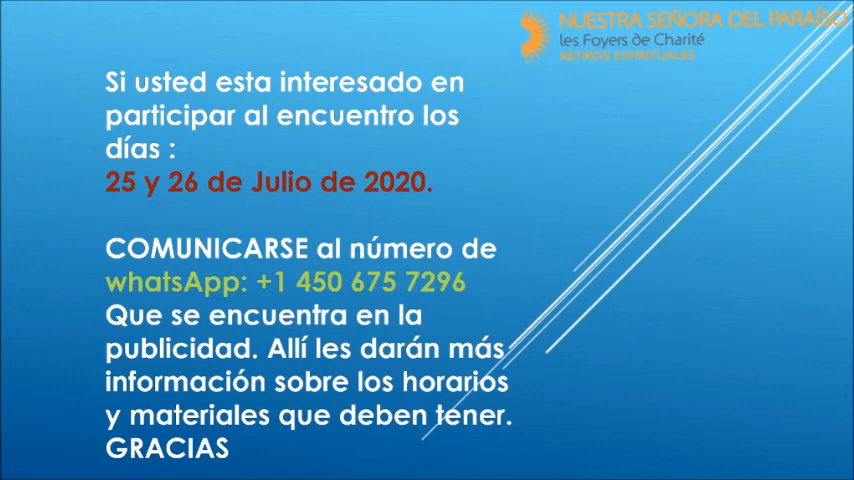 NUESTRA SEÑORA DEL PARAÍSO
les Foyers de Charité
RETIROS ESPIRITUALES
Si usted esta interesado en
participar al encuentro los
días :
25 y 26 de Julio de 2020.
COMUNICARSE al número de
whatsApp: +1 450 675 7296
Que se encuentra en la
publicidad. Allí les darán más
información sobre los horarios
y materiales que deben tener.
GRACIAS